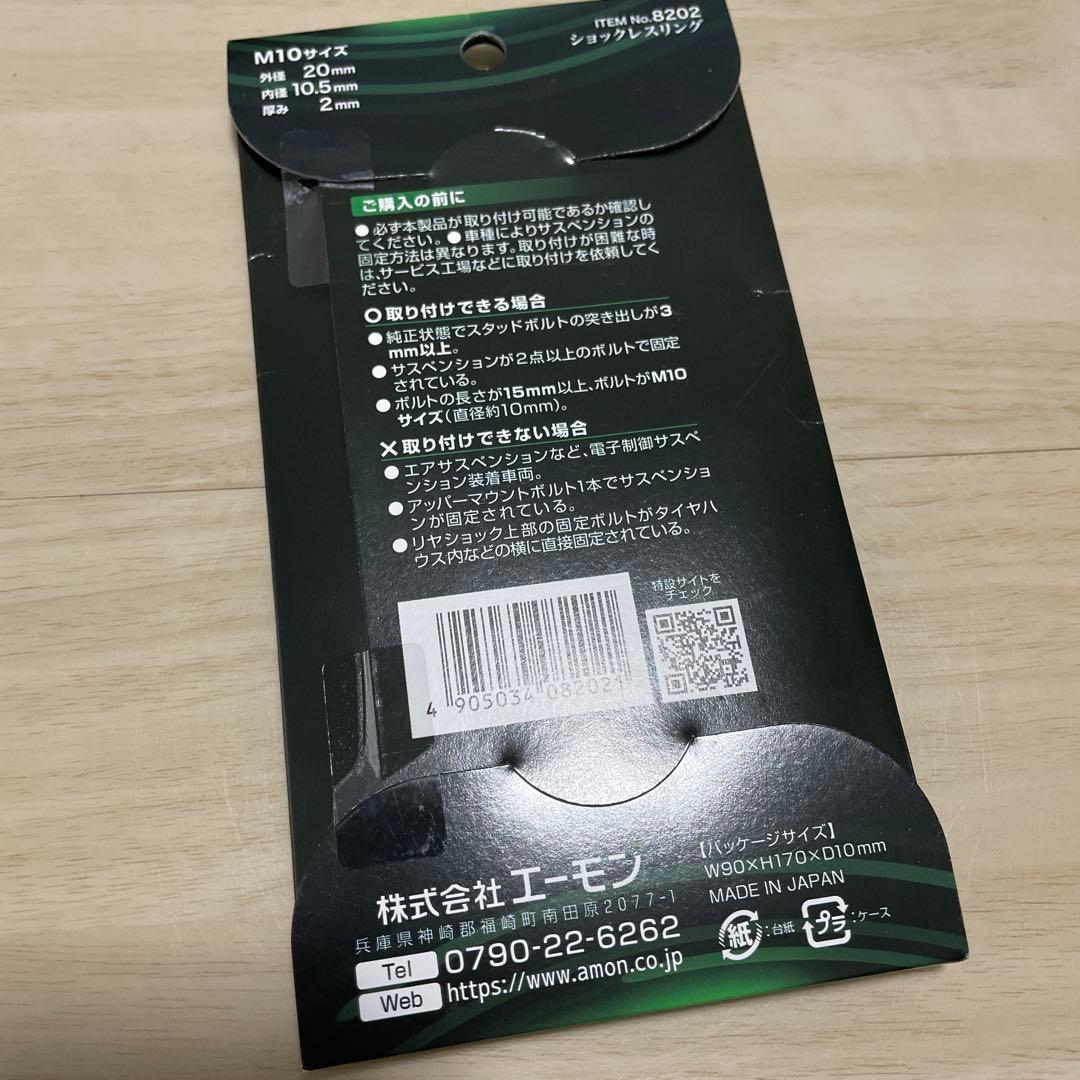 M10サイズ
外径 20mm
内径 10.5mm
厚み 2mm
ITEM No.8202
ショックレスリング
ご購入の前に
●必ず本製品が取り付け可能であるか確認し
てください。●車種によりサスペンションの
固定方法は異なります。取り付けが困難な時
は、サービス工場などに取り付けを依頼してく
ださい。
○取り付けできる場合
●純正状態でスタッドボルトの突き出しが3
mm以上。
●サスペンションが2点以上のボルトで固定
されている。
●ボルトの長さが15mm以上、ボルトがM10
サイズ(直径約10mm)。
×取り付けできない場合
●エアサスペンションなど、電子制御サスペ
ンション装着車両。
●アッパーマウントボルト1本でサスペンショ
ンが固定されている。
●リヤショック上部の固定ボルトがタイヤハ
ウス内などの横に直接固定されている。
特設サイトを
チェック
4 905034 082021
【パッケージサイズ】
W90×H170×D10mm
MADE IN JAPAN
紙:台紙 プラ:ケース
株式会社エーモン
兵庫県神崎郡福崎町南田原2077-1
Tel 0790-22-6262
Web https://www.amon.co.jp